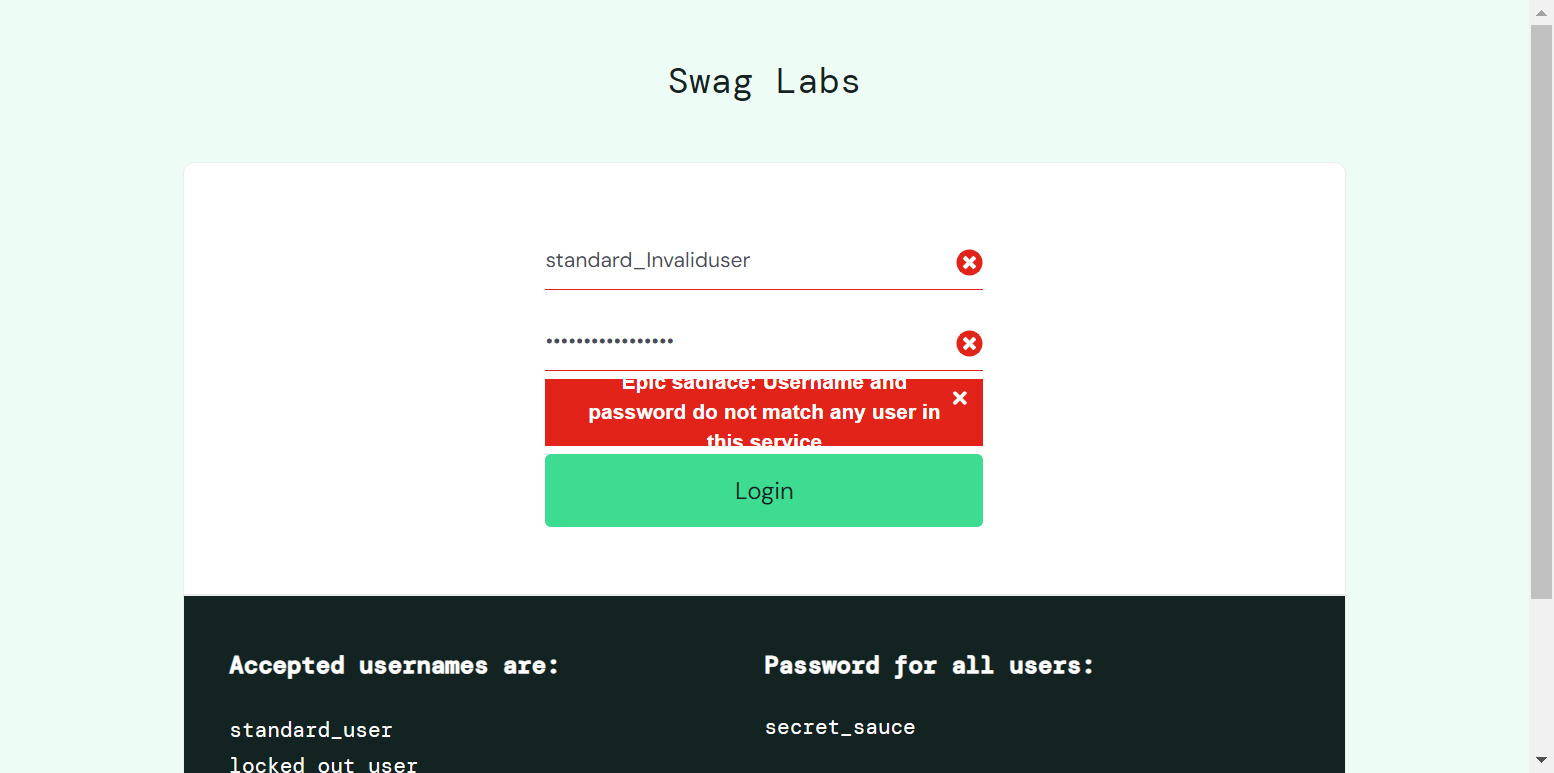 Swag Labs
standard_Invaliduser
•••••••••••••••••
Epic sadface: Username and
password do not match any user in
this service
Login
Accepted usernames are:
Password for all users:
standard_user
secret_sauce
locked_out_user